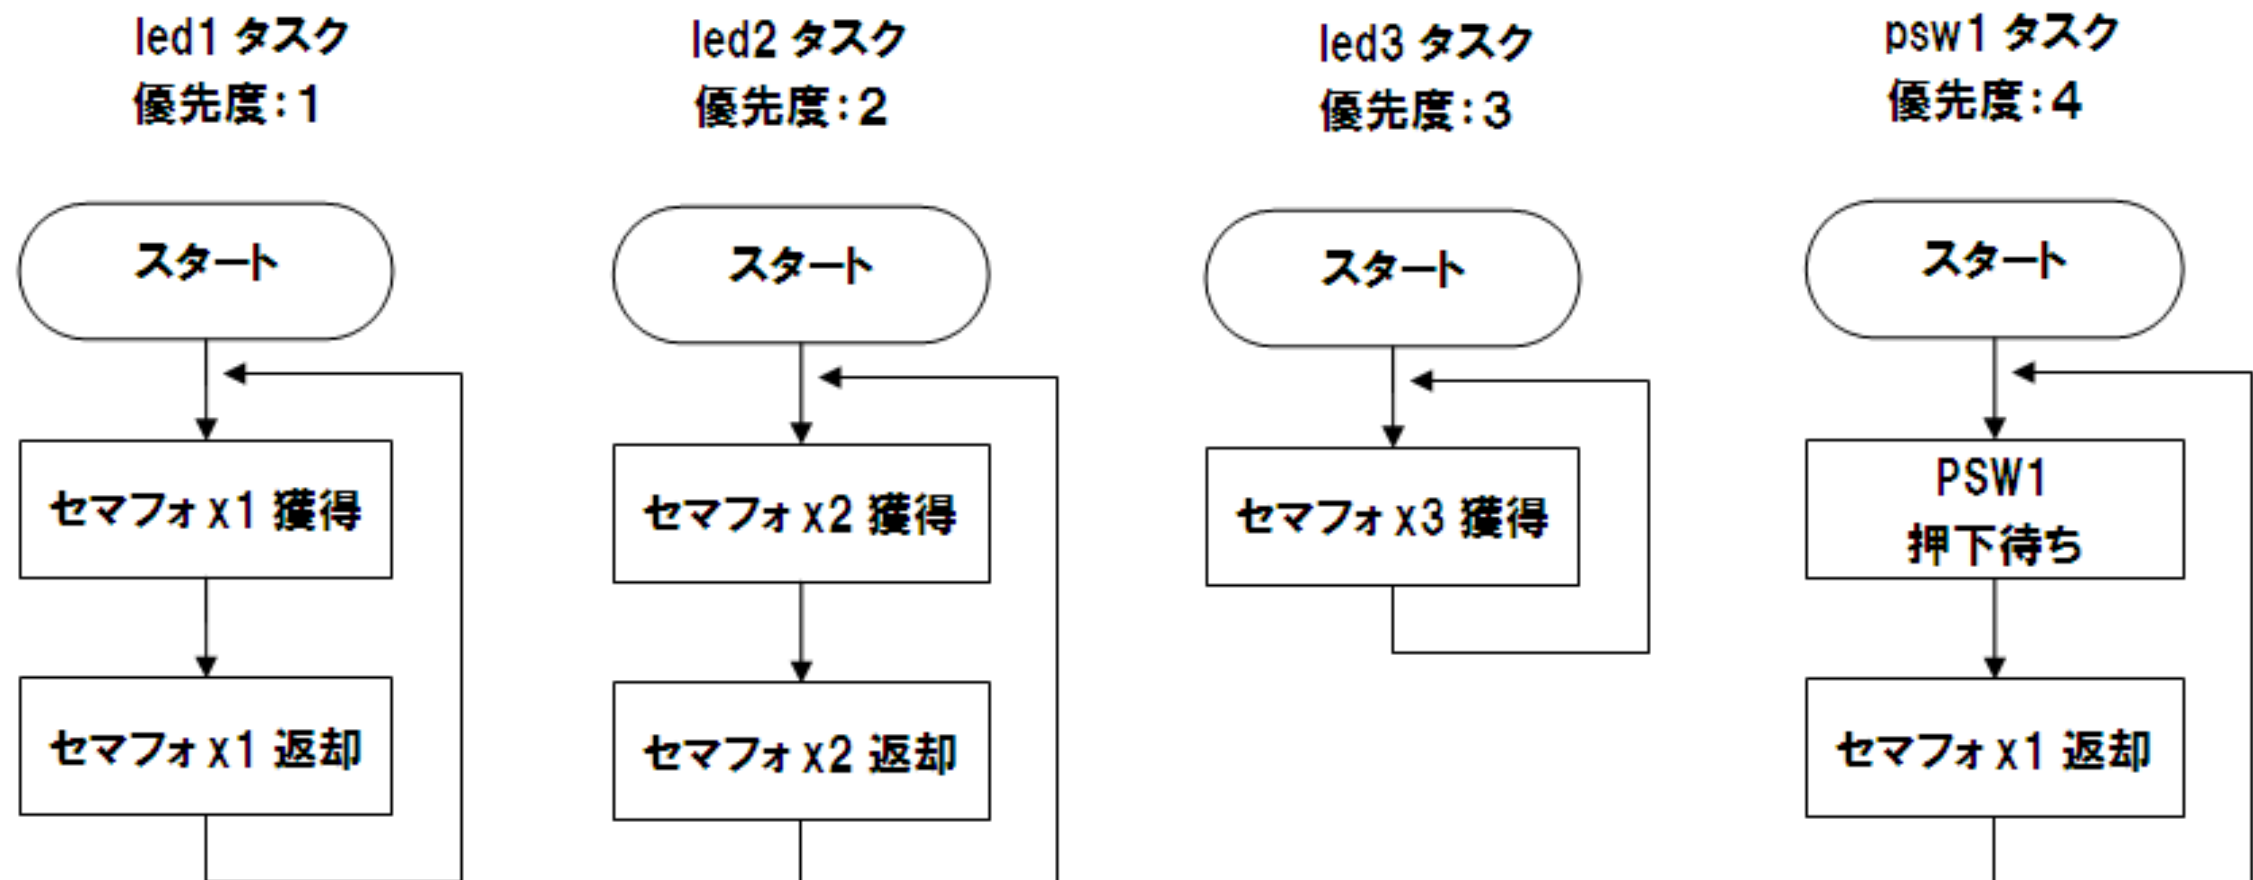 led1 タスク
優先度:1
led2 タスク
優先度:2
led3 タスク
優先度:3
psw1 タスク
優先度:4
スタート
スタート
スタート
スタート
セマフォ x1 獲得
セマフォ x2 獲得
セマフォ x3 獲得
PSW1
押下待ち
セマフォ x1 返却
セマフォ x2 返却
セマフォ x1 返却